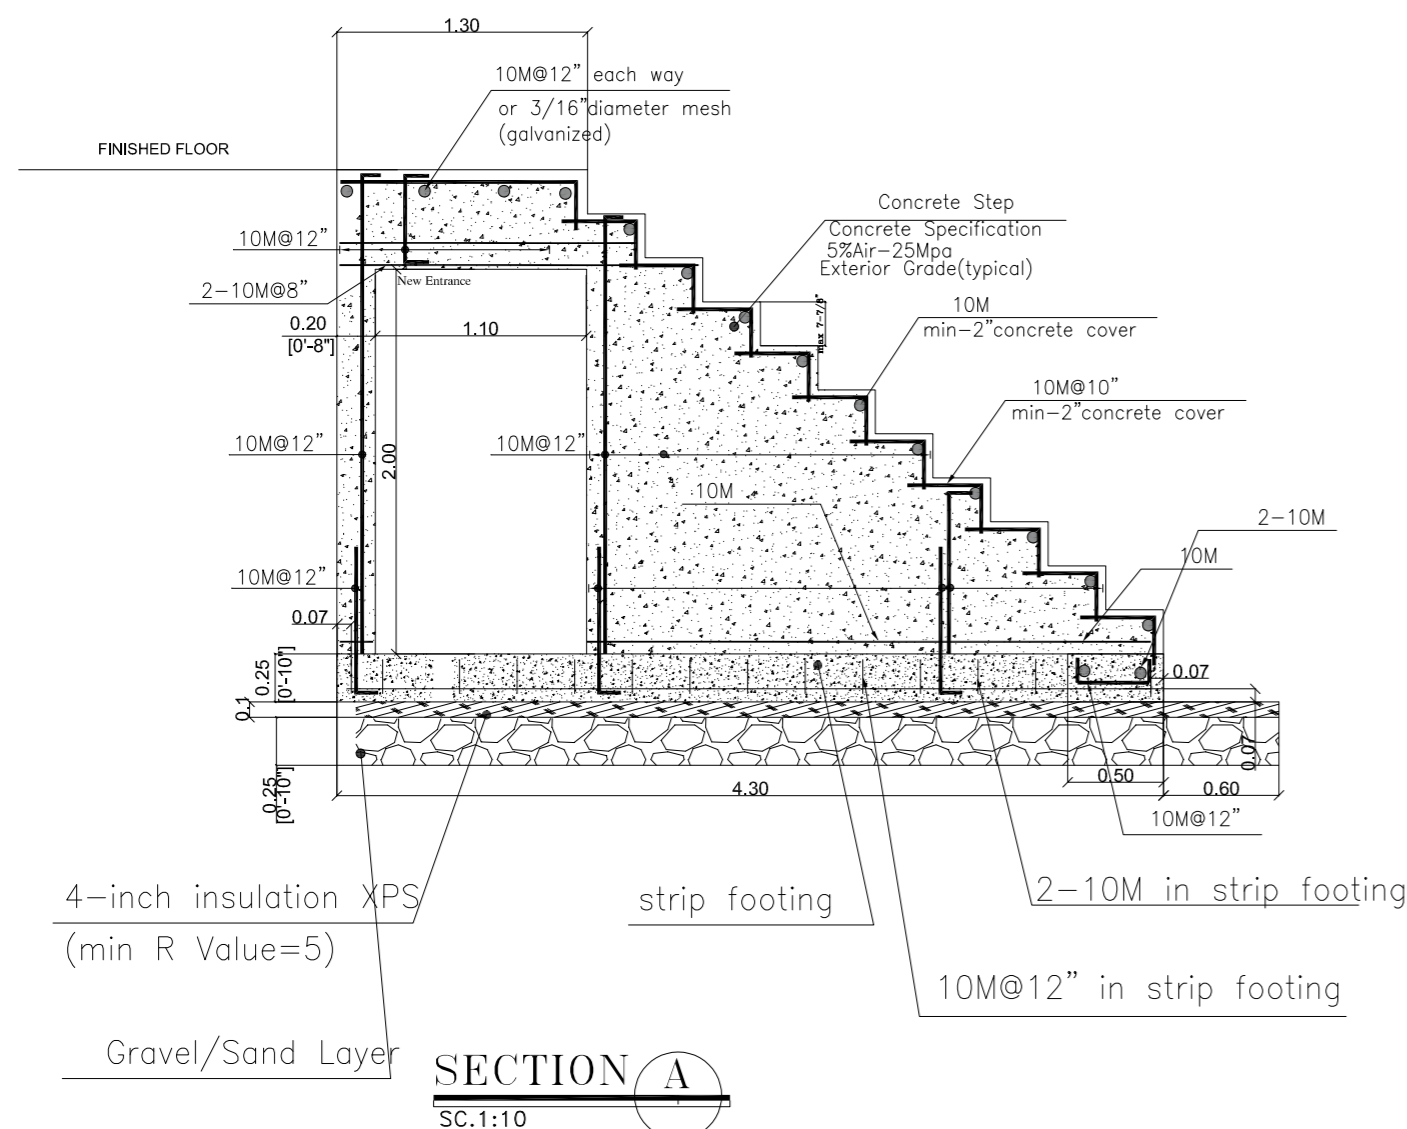 1.30
10M@12" each way
or 3/16"diameter mesh
(galvanized)
FINISHED FLOOR
Concrete Step
Concrete Specification
5%Air-25Mpa
Exterior Grade(typical)
10M@12"
New Entrance
2-10M@8"
0.20
[0'-8"]
1.10
max 7-7/8"
10M
min-2"concrete cover
10M@10"
min-2"concrete cover
10M@12"
2.00
10M@12"
10M
2-10M
10M
10M@12"
0.07
0.25
[0'-10"]
0.07
0.1
0.07
0.25
[0'-10"]
4.30
0.50
0.60
10M@12"
4-inch insulation XPS
(min R Value=5)
strip footing
2-10M in strip footing
10M@12" in strip footing
Gravel/Sand Layer
SECTION A
SC.1:10